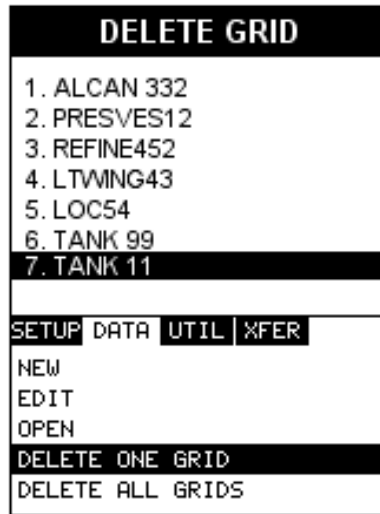 DELETE GRID
1. ALCAN 332
2. PRESVES12
3. REFINE452
4. LTWING43
5. LOC54
6. TANK 99
7. TANK 11
SETUP DATA UTIL XFER
NEW
EDIT
OPEN
DELETE ONE GRID
DELETE ALL GRIDS